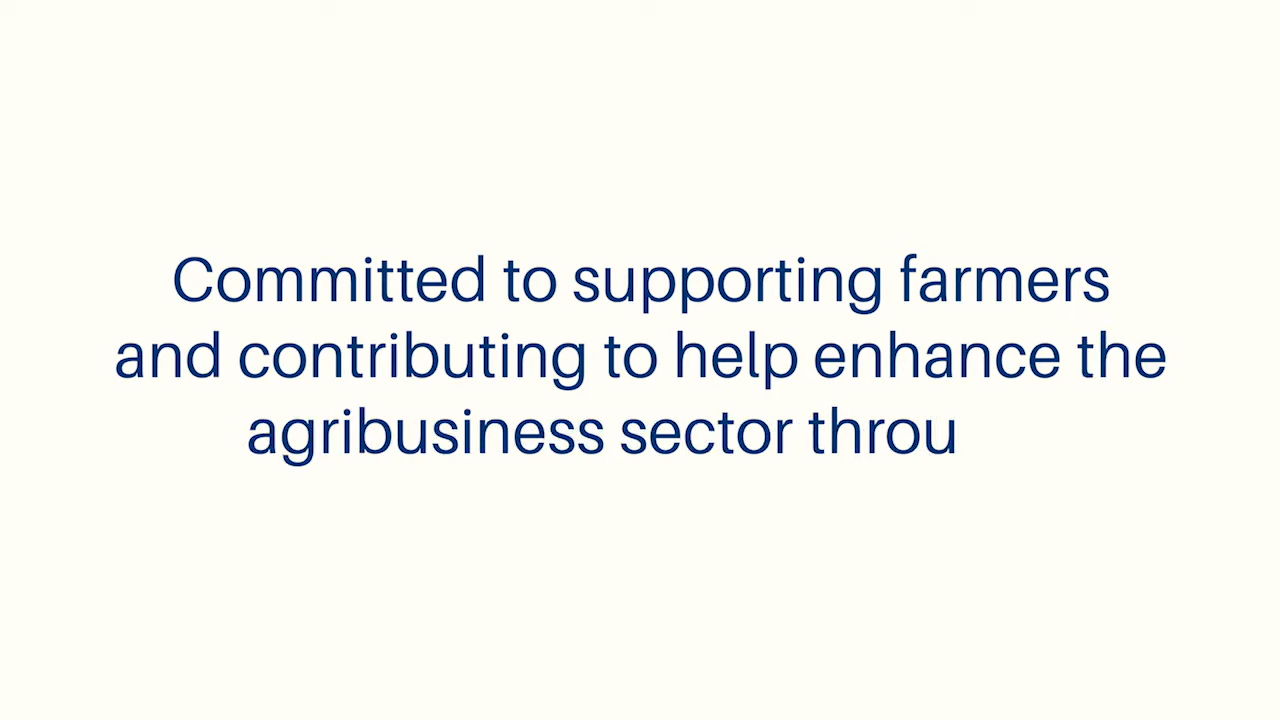 Committed to supporting farmers
and contributing to help enhance the
agribusiness sector throu